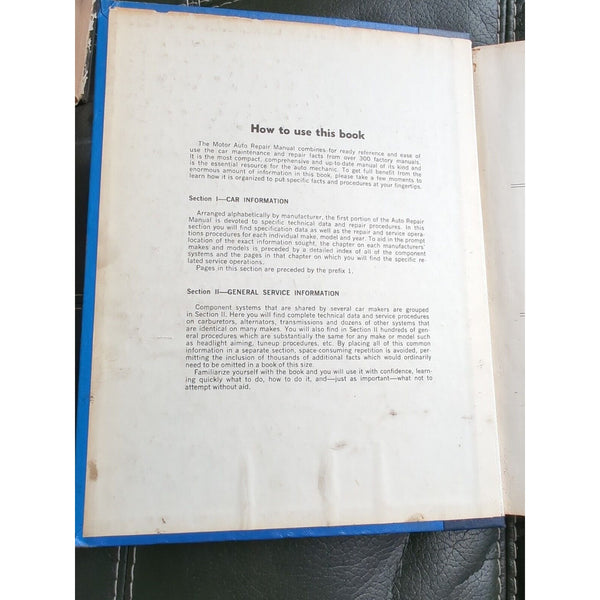 How to use this book
The Motor Auto Repair Manual combines for ready reference and ease of
use the car maintenance and repair facts from over 300 factory manuals.
It is the most compact, comprehensive and up-to-date manual of its kind and
is the essential resource for the auto mechanic. To get full benefit from the
enormous amount of information in this book, please take a few moments to
learn how it is organized to put specific facts and procedures at your fingertips.
Section I—CAR INFORMATION
Arranged alphabetically by manufacturer, the first portion of the Auto Repair
Manual is devoted to specific technical data and repair procedures. In this
section you will find specification data as well as the repair and service opera-
tions procedures for each individual make, model and year. To aid in the prompt
location of the exact information sought, the chapter on each manufacturers'
makes and models is preceded by a detailed index of all of the component
systems and the pages in that chapter on which you will find the specific re-
lated service operations.
Pages in this section are preceded by the prefix 1.
Section II—GENERAL SERVICE INFORMATION
Component systems that are shared by several car makers are grouped
in Section II. Here you will find complete technical data and service procedures
on carburetors, alternators, transmissions and dozens of other systems that
are identical on many makes. You will also find in Section II hundreds of gen-
eral procedures which are substantially the same for any make or model such
as headlight aiming, tuneup procedures, etc. By placing all of this common
information in a separate section, space-consuming repetition is avoided, per-
mitting the inclusion of thousands of additional facts which would ordinarily
need to be omitted in a book of this size.
Familiarize yourself with the book and you will use it with confidence, learn-
ing quickly what to do, how to do it, and—just as important—what not to
attempt without aid.